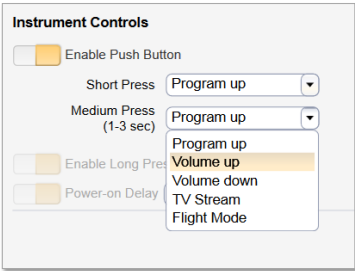 Instrument Controls
Enable Push Button
Short Press Program up
Medium Press Program up
(1-3 sec)
Program up
Enable Long Pres Volume up
Volume down
Power-on Delay TV Stream
Flight Mode